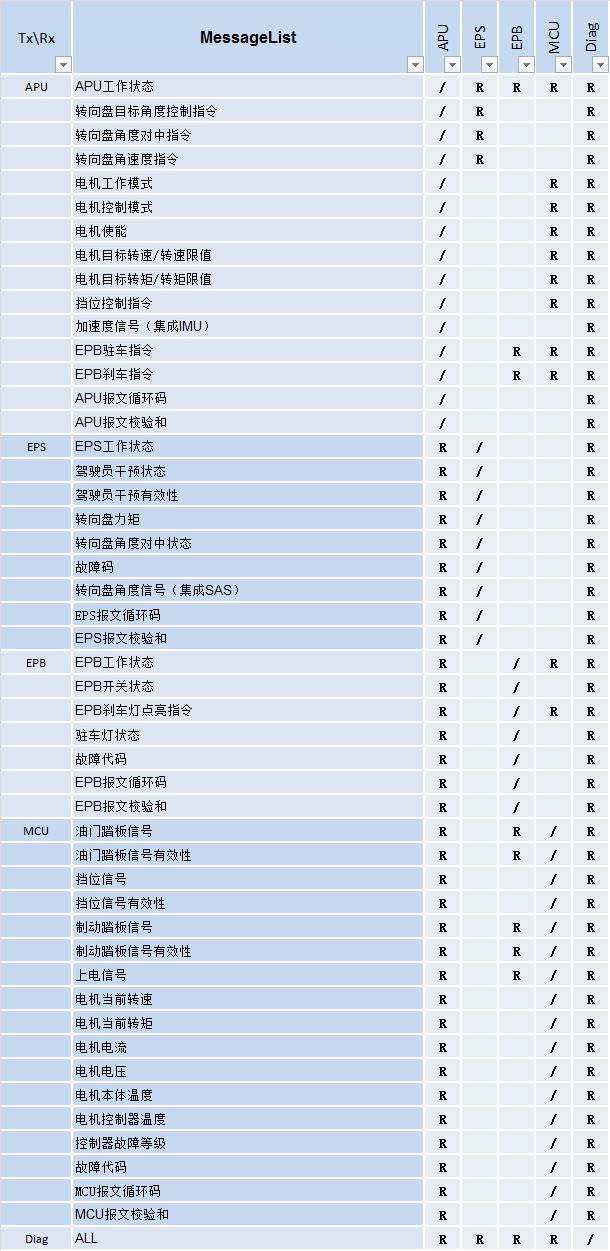 Tx\Rx MessageList APU EPS EPB MCU Diag
APU APU工作状态 / R R R R
转向盘目标角度控制指令 / R R
转向盘角度对中指令 / R R
转向盘角速度指令 / R R
电机工作模式 / R R
电机控制模式 / R R
电机使能 / R R
电机目标转速/转速限值 / R R
电机目标转矩/转矩限值 / R R
挡位控制指令 / R R
加速度信号（集成IMU） / R
EPB驻车指令 / R R R
EPB刹车指令 / R R R
APU报文循环码 / R
APU报文校验和 / R
EPS EPS工作状态 R / R
驾驶员干预状态 R / R
驾驶员干预有效性 R / R
转向盘力矩 R / R
转向盘角度对中状态 R / R
故障码 R / R
转向盘角度信号（集成SAS） R / R
EPS报文循环码 R / R
EPS报文校验和 R / R
EPB EPB工作状态 R / R R
EPB开关状态 R / R
EPB刹车灯点亮指令 R / R R
驻车灯状态 R / R
故障代码 R / R
EPB报文循环码 R / R
EPB报文校验和 R / R
MCU 油门踏板信号 R R / R
油门踏板信号有效性 R R / R
挡位信号 R / R
挡位信号有效性 R / R
制动踏板信号 R R / R
制动踏板信号有效性 R R / R
上电信号 R R / R
电机当前转速 R / R
电机当前转矩 R / R
电机电流 R / R
电机电压 R / R
电机本体温度 R / R
电机控制器温度 R / R
控制器故障等级 R / R
故障代码 R / R
MCU报文循环码 R / R
MCU报文校验和 R / R
Diag ALL R R R R /